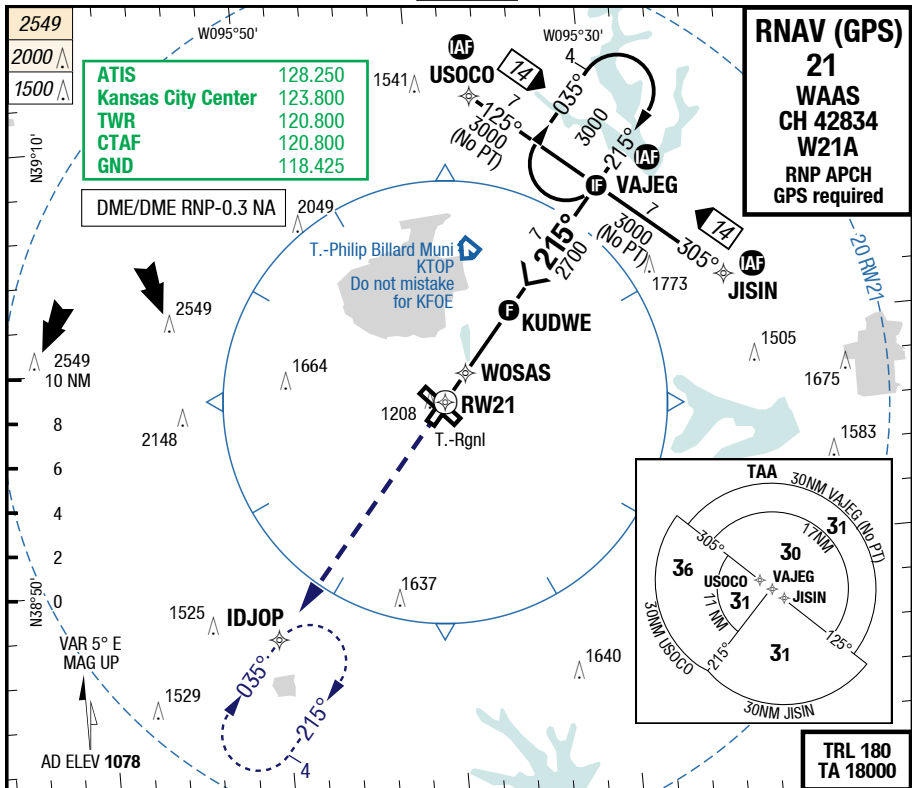 2549
2000
1500
W095°50'
W095°30'
N39°10'
N38°50'
ATIS 128.250
Kansas City Center 123.800
TWR 120.800
CTAF 120.800
GND 118.425
DME/DME RNP-0.3 NA
RNAV (GPS)
21
WAAS
CH 42834
W21A
RNP APCH
GPS required
IAF
USOCO
14
7
125°
3000
(No PT)
4
035°
3000
215°
IAF
IF
VAJEG
7
3000
(No PT)
305°
14
IAF
JISIN
1541
2049
T.-Philip Billard Muni
KTOP
Do not mistake
for KFOE
7
215°
2700
F
KUDWE
WOSAS
RW21
1208
T.-Rgnl
1773
20 RW21
1505
1675
1583
2549
2549
10 NM
1664
2148
8
6
4
2
0
1637
1525
IDJOP
035°
215°
4
1529
1640
VAR 5° E
MAG UP
AD ELEV 1078
TAA
30NM VAJEG (No PT)
31
17NM
30
305°
36
USOCO
VAJEG
JISIN
31
11 NM
125°
215°
31
30NM USOCO
30NM JISIN
TRL 180
TA 18000